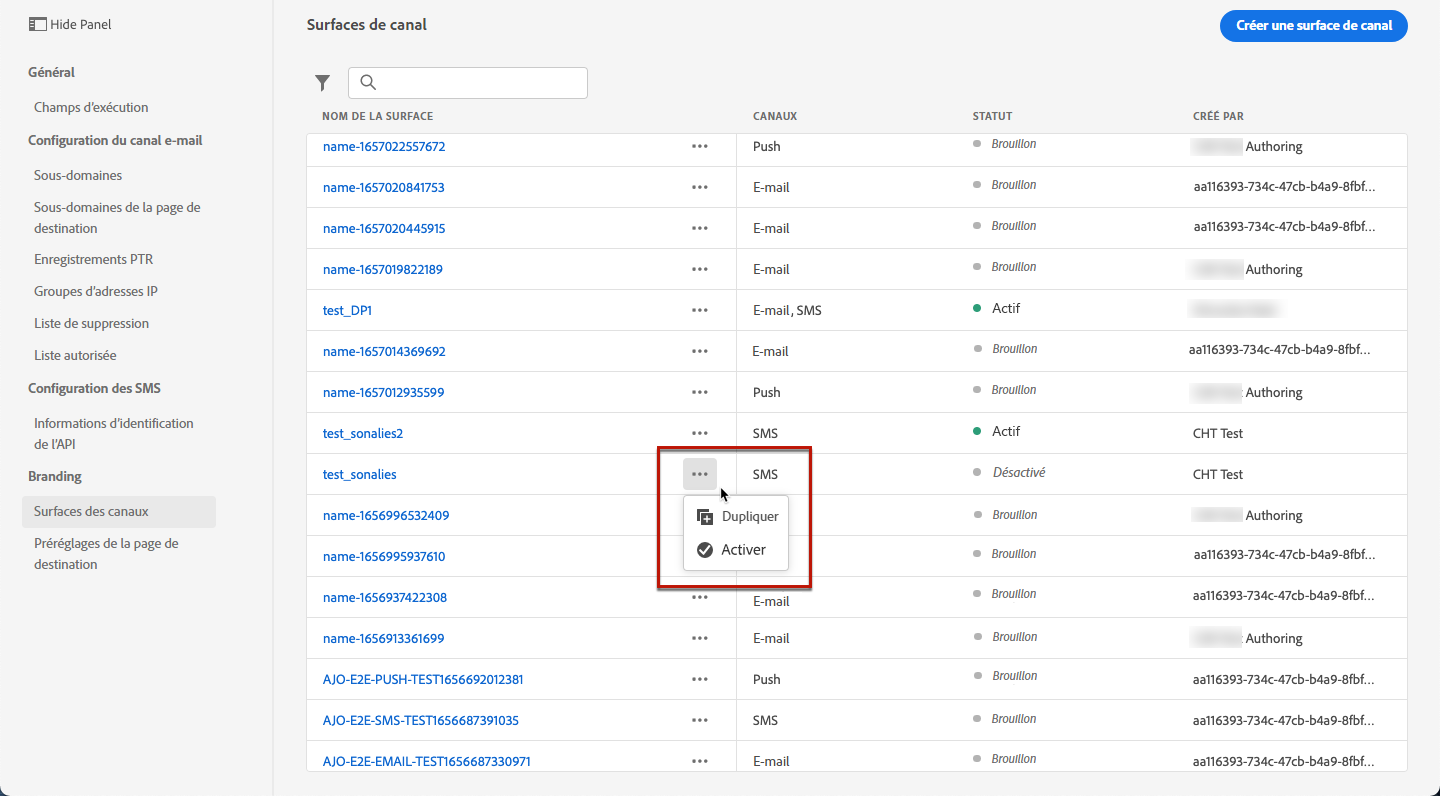 Hide Panel
Général
Champs d'exécution
Configuration du canal e-mail
Sous-domaines
Sous-domaines de la page de
destination
Enregistrements PTR
Groupes d'adresses IP
Liste de suppression
Liste autorisée
Configuration des SMS
Informations d'identification
de l'API
Branding
Surfaces des canaux
Préréglages de la page de
destination
Surfaces de canal
Créer une surface de canal
NOM DE LA SURFACE CANAUX STATUT CRÉÉ PAR
name-1657022557672 Push Brouillon Authoring
name-1657020841753 E-mail Brouillon aa116393-734c-47cb-b4a9-8fbf...
name-1657020445915 E-mail Brouillon aa116393-734c-47cb-b4a9-8fbf...
name-1657019822189 E-mail Brouillon Authoring
test_DP1 E-mail, SMS Actif
name-1657014369692 E-mail Brouillon aa116393-734c-47cb-b4a9-8fbf...
name-1657012935599 Push Brouillon Authoring
test_sonalies2 SMS Actif CHT Test
test_sonalies SMS Désactivé CHT Test
name-1656996532409 Dupliquer Brouillon Authoring
name-1656995937610 Activer Brouillon aa116393-734c-47cb-b4a9-8fbf...
name-1656937422308 E-mail Brouillon aa116393-734c-47cb-b4a9-8fbf...
name-1656913361699 E-mail Brouillon Authoring
AJO-E2E-PUSH-TEST1656692012381 Push Brouillon aa116393-734c-47cb-b4a9-8fbf...
AJO-E2E-SMS-TEST1656687391035 SMS Brouillon aa116393-734c-47cb-b4a9-8fbf...
AJO-E2E-EMAIL-TEST1656687330971 E-mail Brouillon aa116393-734c-47cb-b4a9-8fbf...